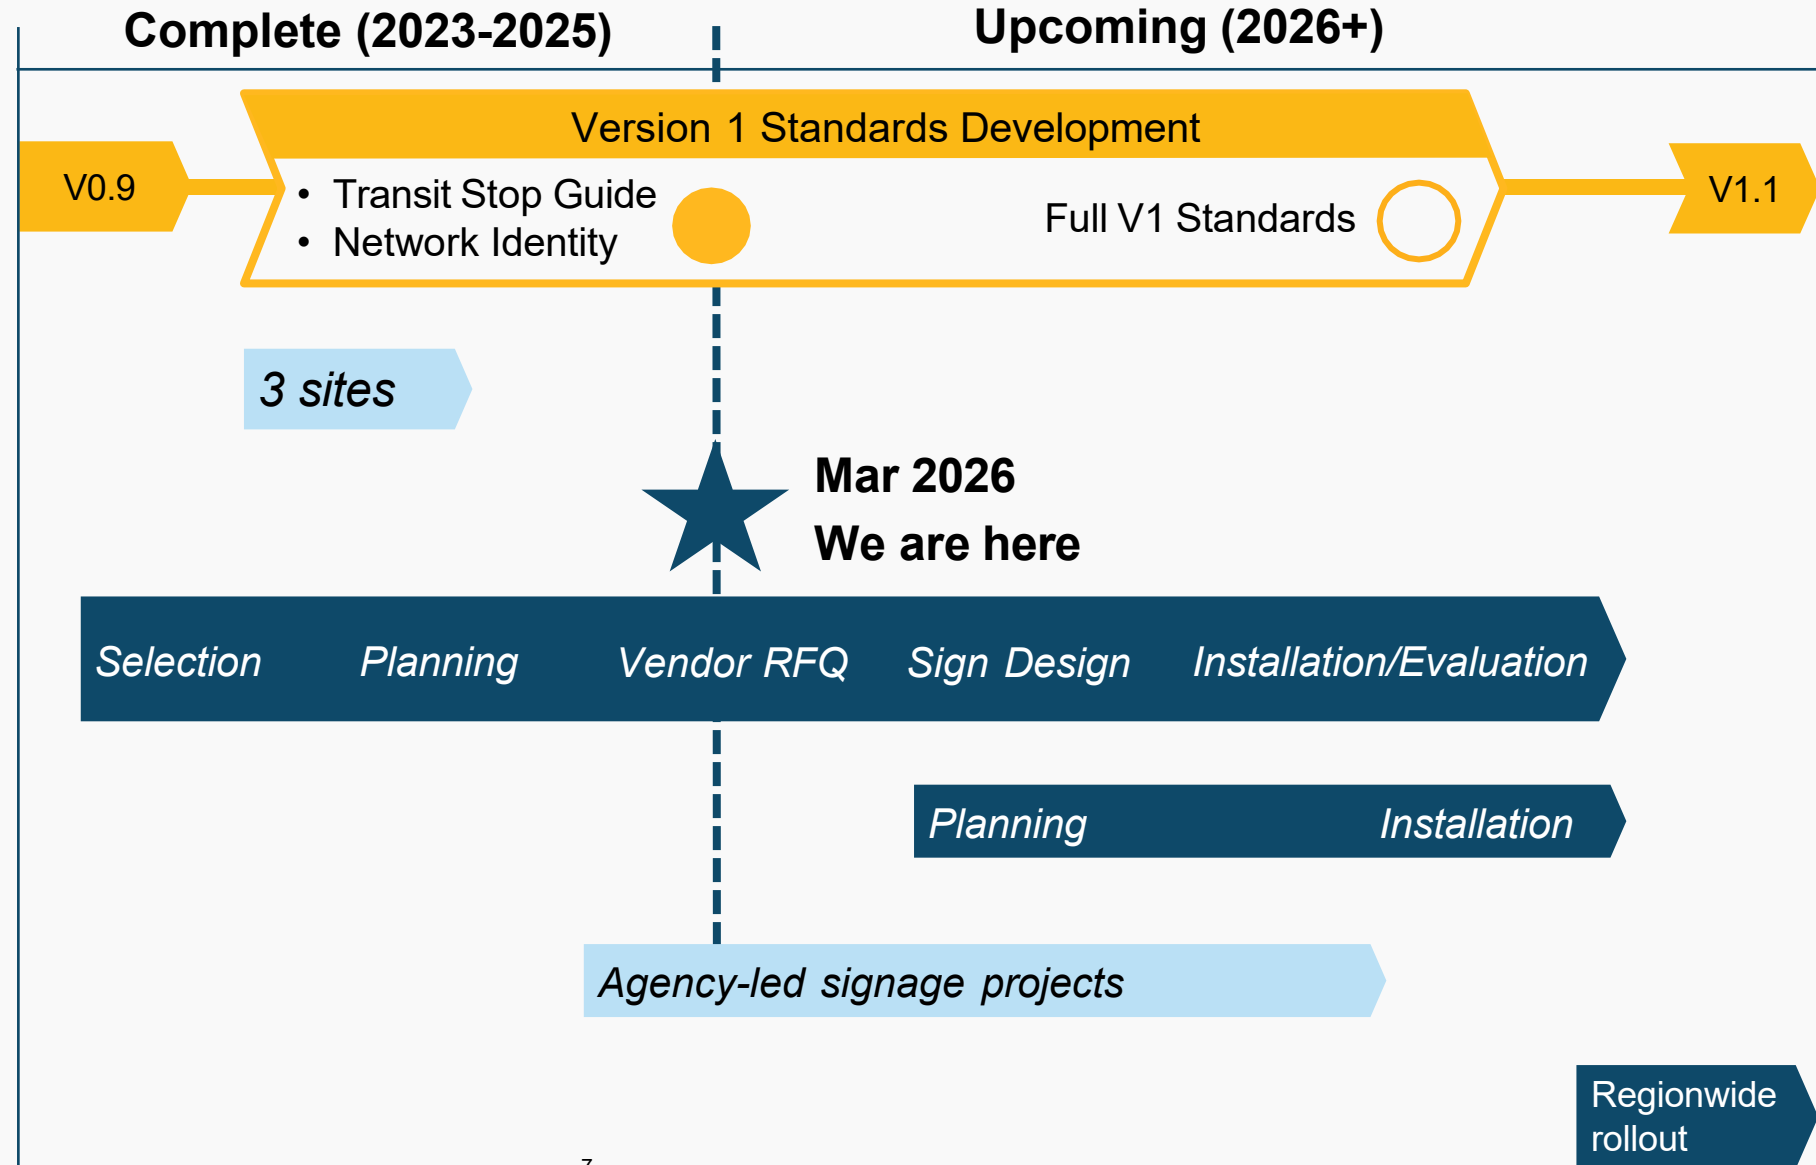 Complete (2023-2025)
Upcoming (2026+)
Version 1 Standards Development
V0.9
• Transit Stop Guide
• Network Identity
Full V1 Standards
V1.1
3 sites
Mar 2026
We are here
Selection
Planning
Vendor RFQ
Sign Design
Installation/Evaluation
Planning
Installation
Agency-led signage projects
Regionwide
rollout